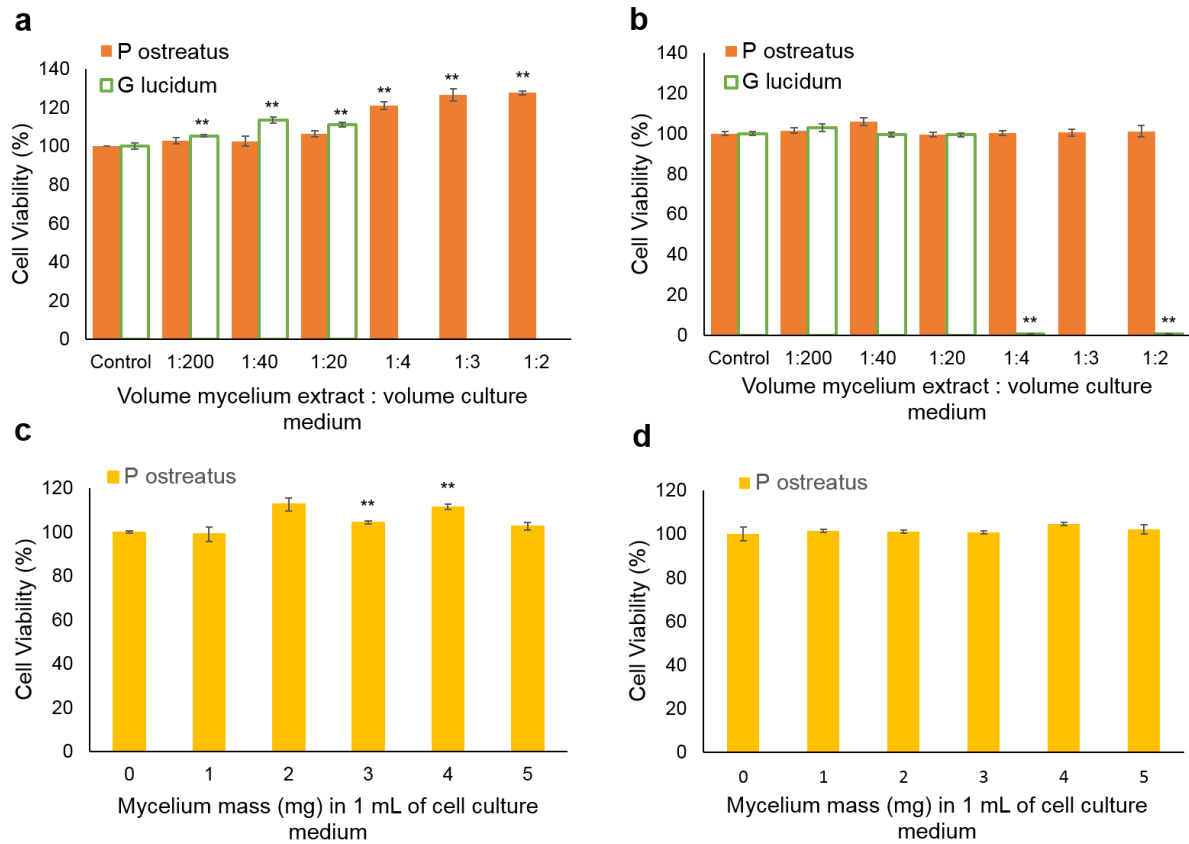 a
P ostreatus
G lucidum
140
120
100
80
60
40
20
0
** ** ** ** ** **
Cell Viability (%)
Control 1:200 1:40 1:20 1:4 1:3 1:2
Volume mycelium extract : volume culture
medium
b
P ostreatus
G lucidum
140
120
100
80
60
40
20
0
** **
Cell Viability (%)
Control 1:200 1:40 1:20 1:4 1:3 1:2
Volume mycelium extract : volume culture
medium
c
P ostreatus
120
100
80
60
40
20
0
** **
Cell Viability (%)
0 1 2 3 4 5
Mycelium mass (mg) in 1 mL of cell culture
medium
d
P ostreatus
120
100
80
60
40
20
0
Cell Viability (%)
0 1 2 3 4 5
Mycelium mass (mg) in 1 mL of cell culture
medium